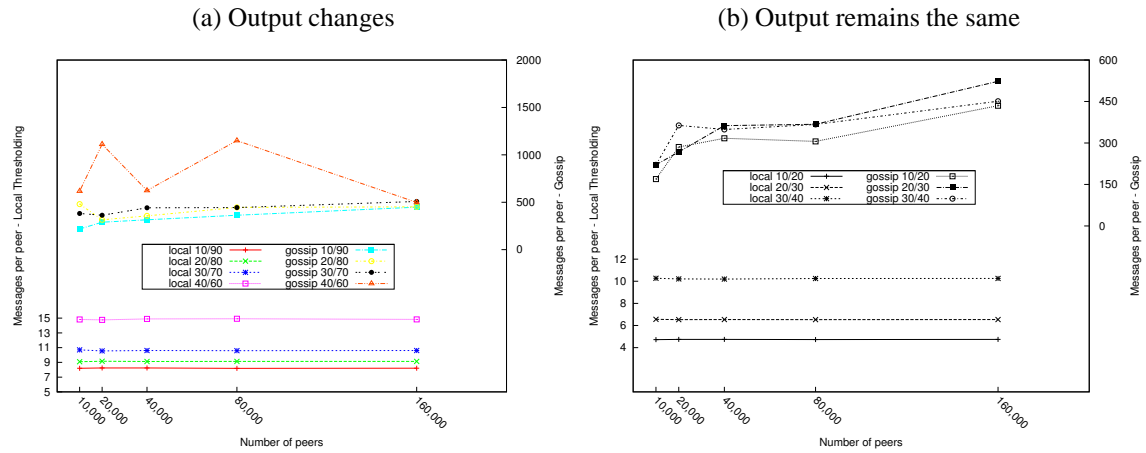 (a) Output changes
Messages per peer - Local Thresholding
15
13
11
9
7
5
2000
1500
1000
500
0
Messages per peer - Gossip
local 10/90
local 20/80
local 30/70
local 40/60
gossip 10/90
gossip 20/80
gossip 30/70
gossip 40/60
10,000
20,000
40,000
80,000
160,000
Number of peers
(b) Output remains the same
Messages per peer - Local Thresholding
12
10
8
6
4
600
450
300
150
0
Messages per peer - Gossip
local 10/20
local 20/30
local 30/40
gossip 10/20
gossip 20/30
gossip 30/40
10,000
20,000
40,000
80,000
160,000
Number of peers